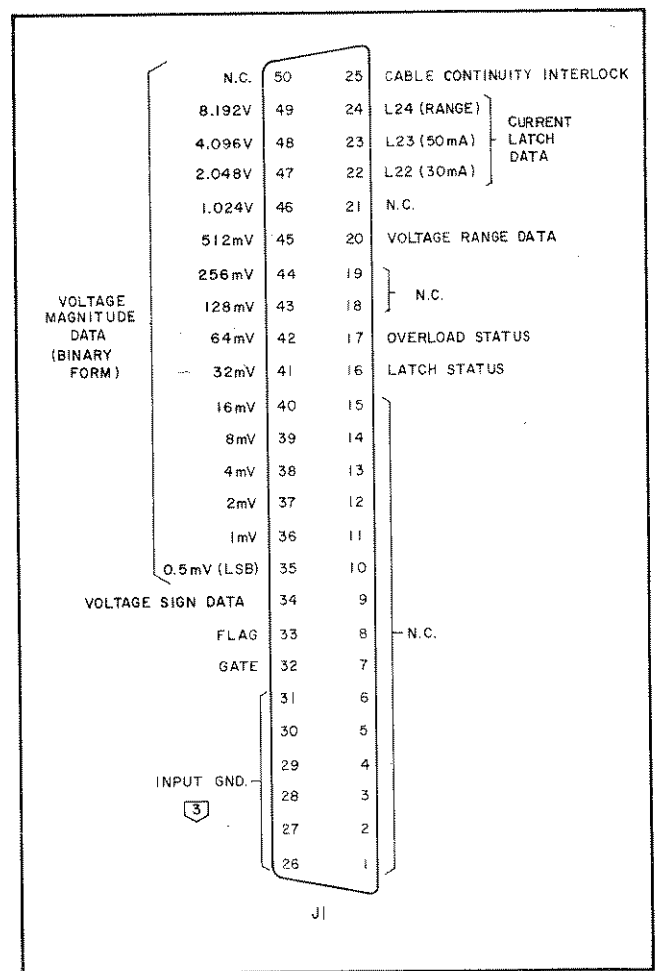 N.C. 50 25 CABLE CONTINUITY INTERLOCK
8.192V 49 24 L24 (RANGE)
4.096V 48 23 L23 (50mA)
2.048V 47 22 L22 (30mA)
CURRENT
LATCH
DATA
1.024V 46 21 N.C.
512mV 45 20 VOLTAGE RANGE DATA
256mV 44 19
128mV 43 18
N.C.
64mV 42 17 OVERLOAD STATUS
32mV 41 16 LATCH STATUS
VOLTAGE
MAGNITUDE
DATA
(BINARY
FORM)
16mV 40 15
8mV 39 14
4mV 38 13
2mV 37 12
1mV 36 11
0.5mV (LSB) 35 10
VOLTAGE SIGN DATA 34 9
FLAG 33 8 N.C.
GATE 32 7
31 6
30 5
29 4
INPUT GND.
3
28 3
27 2
26 1
J1